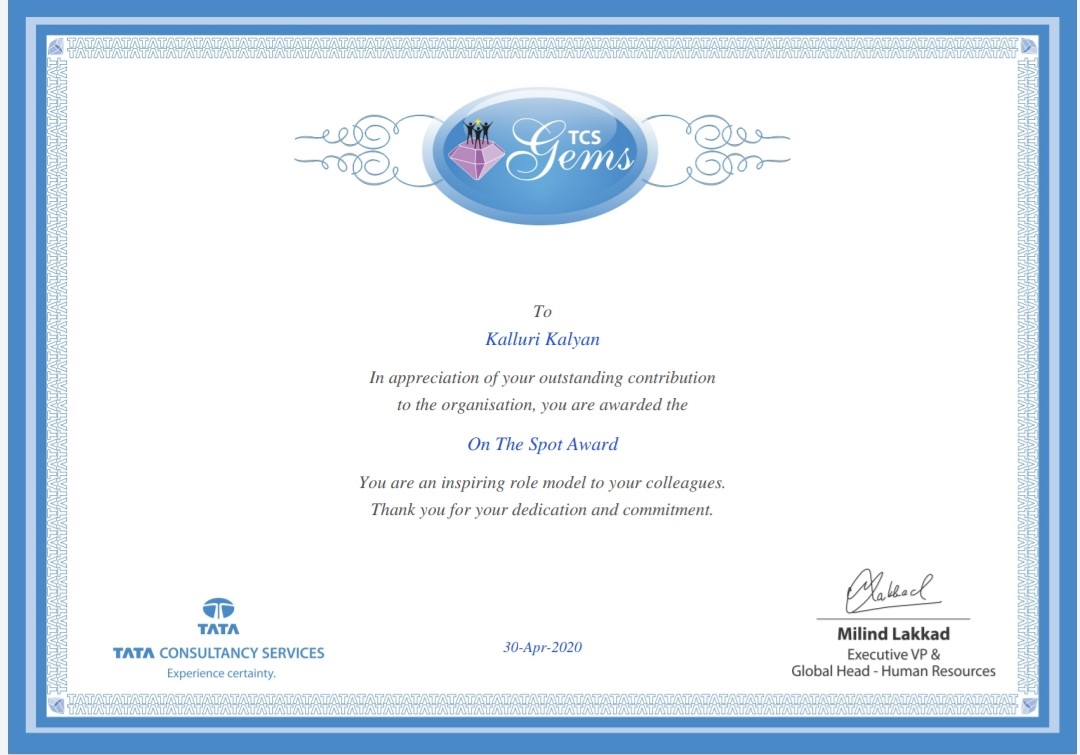 TCS
Gems
To
Kalluri Kalyan
In appreciation of your outstanding contribution
to the organisation, you are awarded the
On The Spot Award
You are an inspiring role model to your colleagues.
Thank you for your dedication and commitment.
Lakkad
TATA
TATA CONSULTANCY SERVICES
Experience certainty.
30-Apr-2020
Milind Lakkad
Executive VP &
Global Head - Human Resources